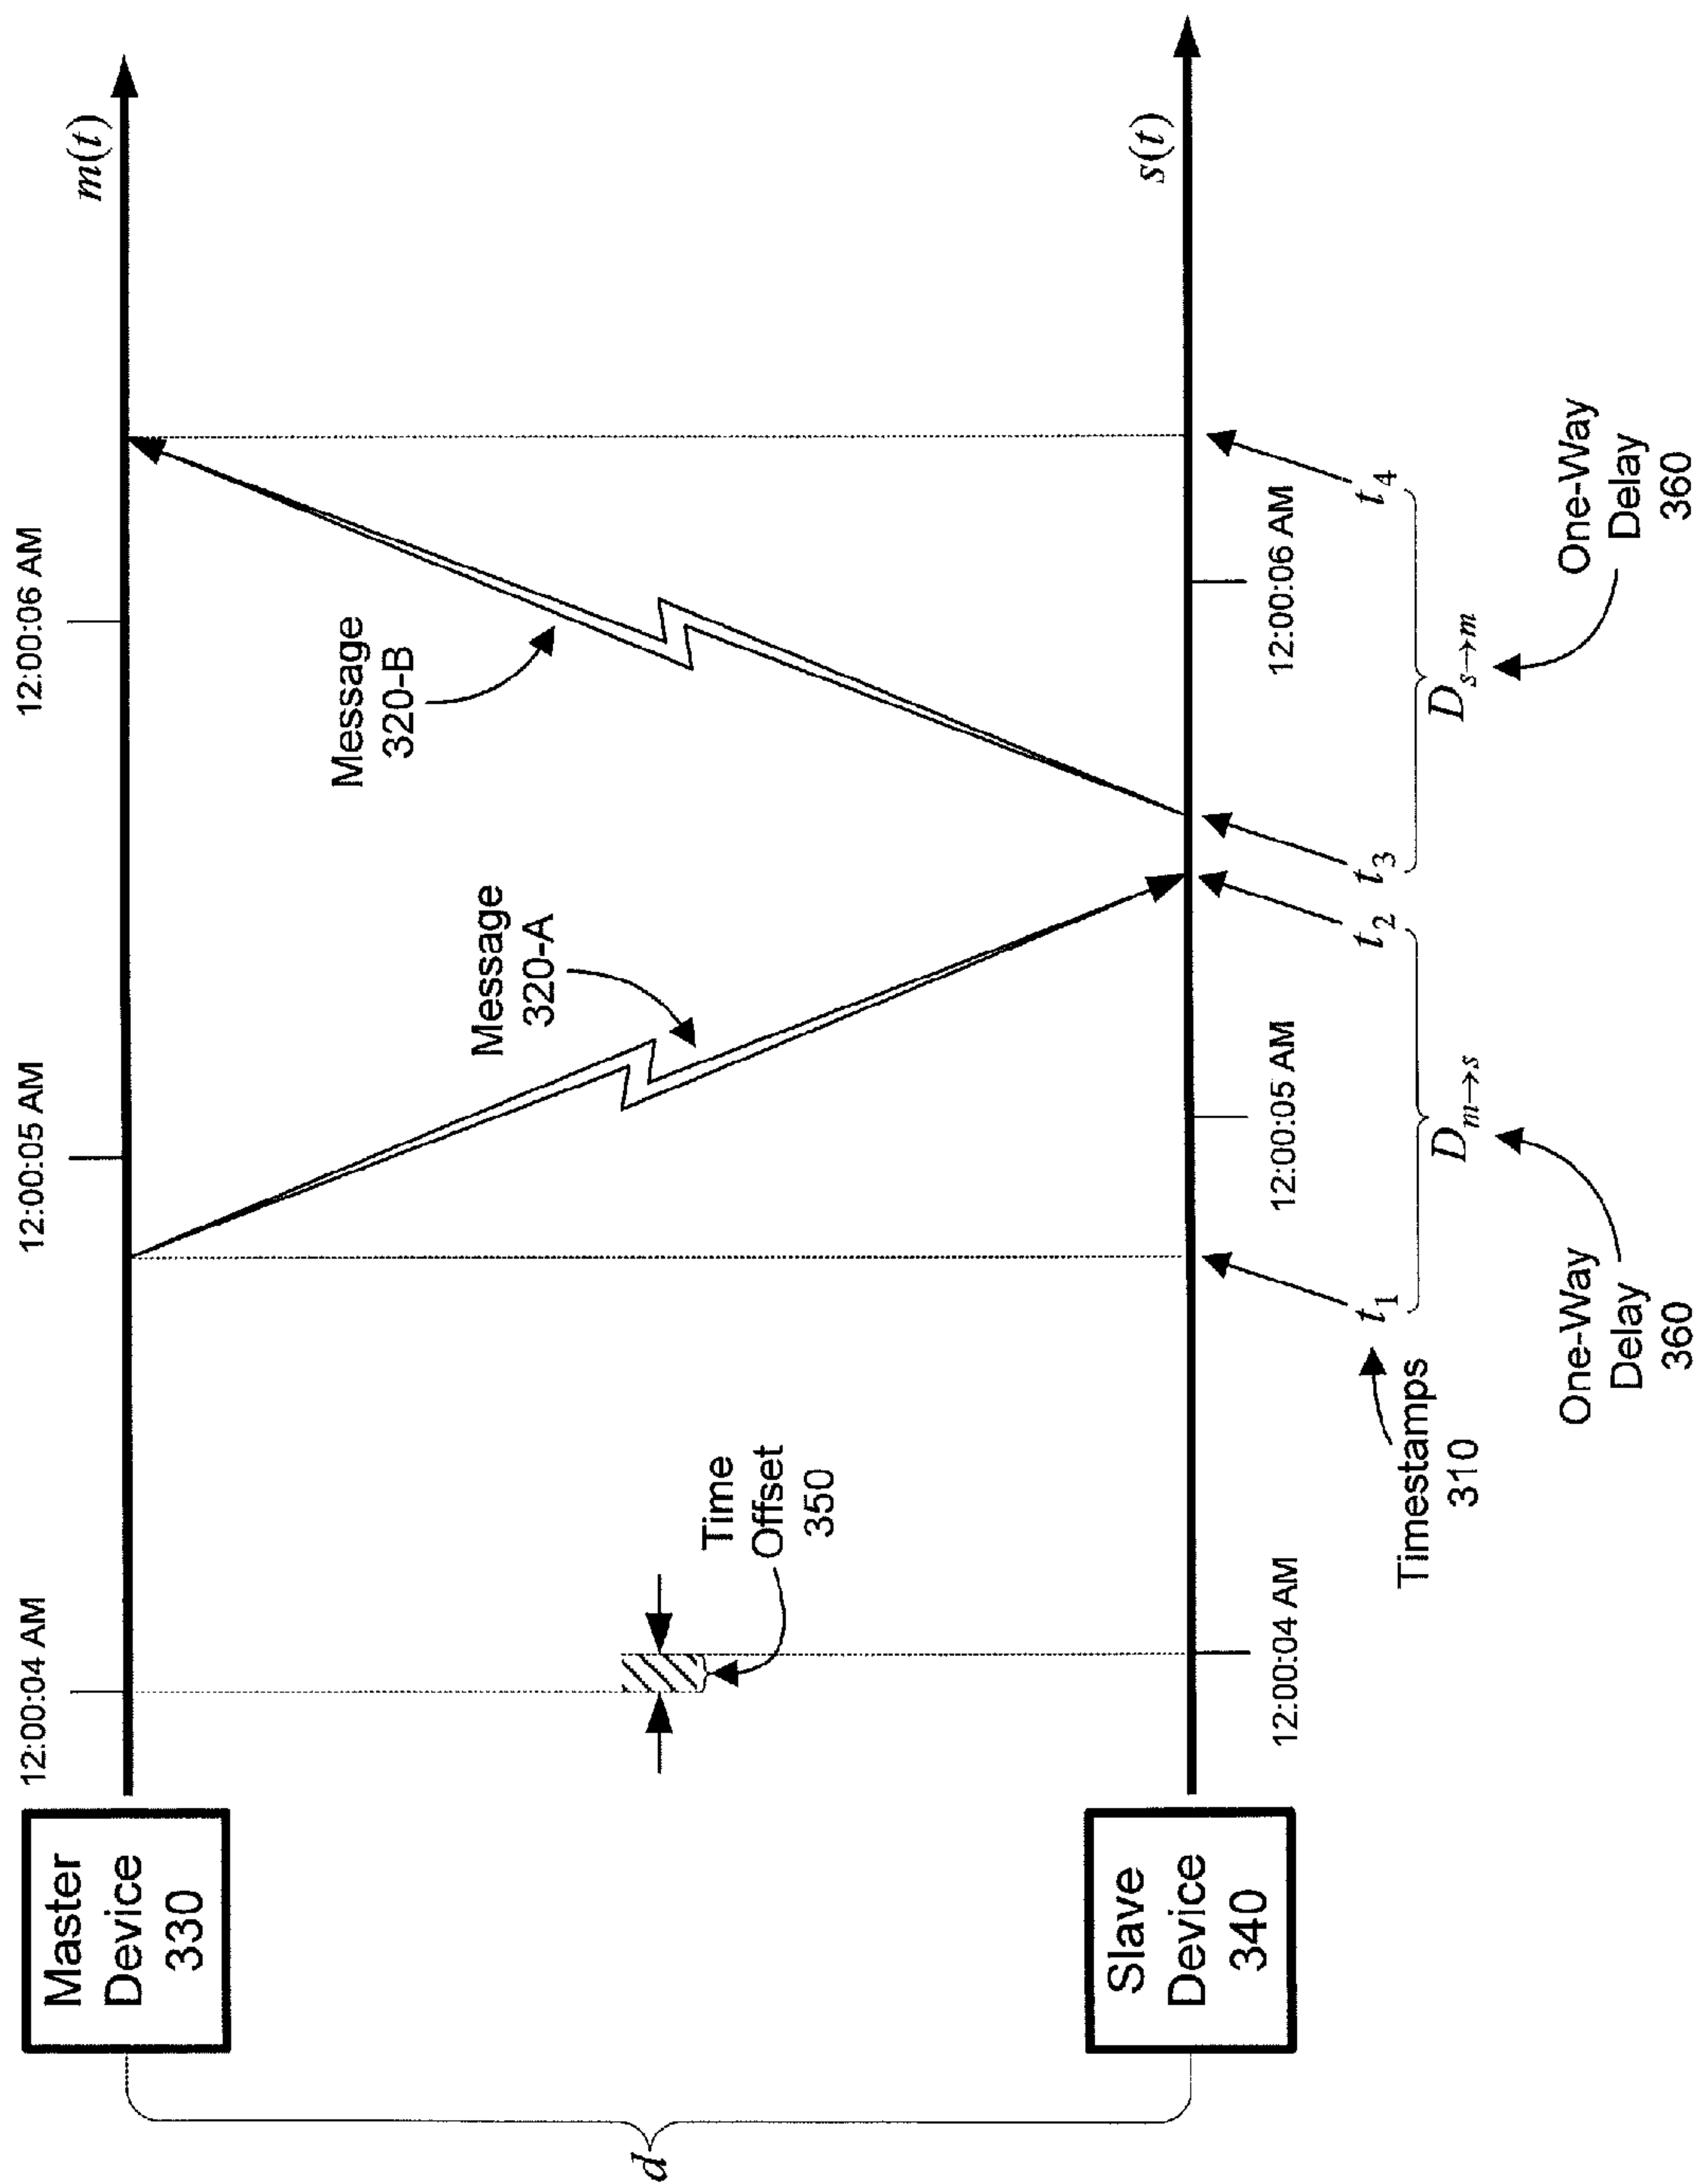 12:00:04 AM
12:00:05 AM
12:00:06 AM
m(t)
Master
Device
330
Message
320-A
Message
320-B
Time
Offset
350
d
Slave
Device
340
s(t)
12:00:04 AM
12:00:05 AM
12:00:06 AM
Timestamps
310
t1
t2
t3
t4
Dm→s
Ds→m
One-Way
Delay
360
One-Way
Delay
360